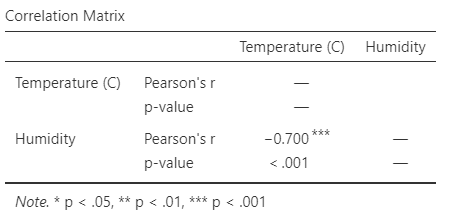 Correlation Matrix
Temperature (C) Humidity
Temperature (C) Pearson's r —
p-value —
Humidity Pearson's r −0.700 *** —
p-value < .001 —
Note. * p < .05, ** p < .01, *** p < .001